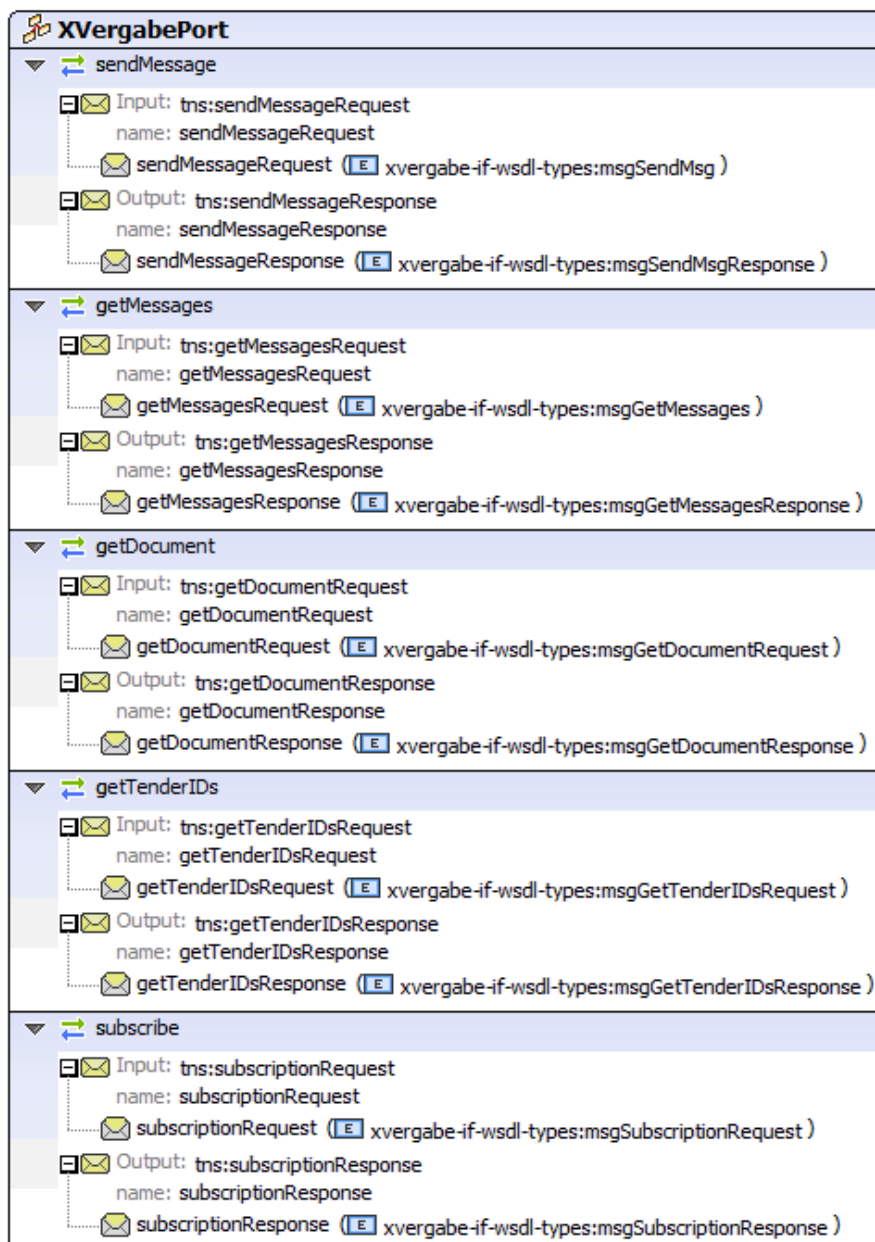 XVergabePort
sendMessage
Input: tns:sendMessageRequest
name: sendMessageRequest
sendMessageRequest (E xvergabe-if-wsdl-types:msgSendMsg )
Output: tns:sendMessageResponse
name: sendMessageResponse
sendMessageResponse (E xvergabe-if-wsdl-types:msgSendMsgResponse )
getMessages
Input: tns:getMessagesRequest
name: getMessagesRequest
getMessagesRequest (E xvergabe-if-wsdl-types:msgGetMessages )
Output: tns:getMessagesResponse
name: getMessagesResponse
getMessagesResponse (E xvergabe-if-wsdl-types:msgGetMessagesResponse )
getDocument
Input: tns:getDocumentRequest
name: getDocumentRequest
getDocumentRequest (E xvergabe-if-wsdl-types:msgGetDocumentRequest )
Output: tns:getDocumentResponse
name: getDocumentResponse
getDocumentResponse (E xvergabe-if-wsdl-types:msgGetDocumentResponse )
getTenderIDs
Input: tns:getTenderIDsRequest
name: getTenderIDsRequest
getTenderIDsRequest (E xvergabe-if-wsdl-types:msgGetTenderIDsRequest )
Output: tns:getTenderIDsResponse
name: getTenderIDsResponse
getTenderIDsResponse (E xvergabe-if-wsdl-types:msgGetTenderIDsResponse )
subscribe
Input: tns:subscriptionRequest
name: subscriptionRequest
subscriptionRequest (E xvergabe-if-wsdl-types:msgSubscriptionRequest )
Output: tns:subscriptionResponse
name: subscriptionResponse
subscriptionResponse (E xvergabe-if-wsdl-types:msgSubscriptionResponse )